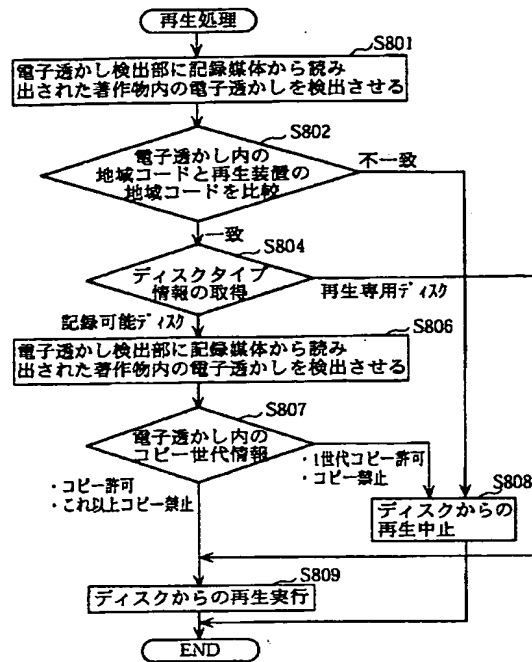 再生処理
S801
電子透かし検出部に記録媒体から読み
出された著作物内の電子透かしを検出させる
S802
電子透かし内の
地域コードと再生装置の
地域コードを比較
不一致
一致
S804
ディスクタイプ
情報の取得
再生専用ディスク
記録可能ディスク
S806
電子透かし検出部に記録媒体から読み
出された著作物内の電子透かしを検出させる
S807
電子透かし内の
コピー世代情報
・1世代コピー許可
・コピー禁止
・コピー許可
・これ以上コピー禁止
S808
ディスクからの
再生中止
S809
ディスクからの再生実行
END